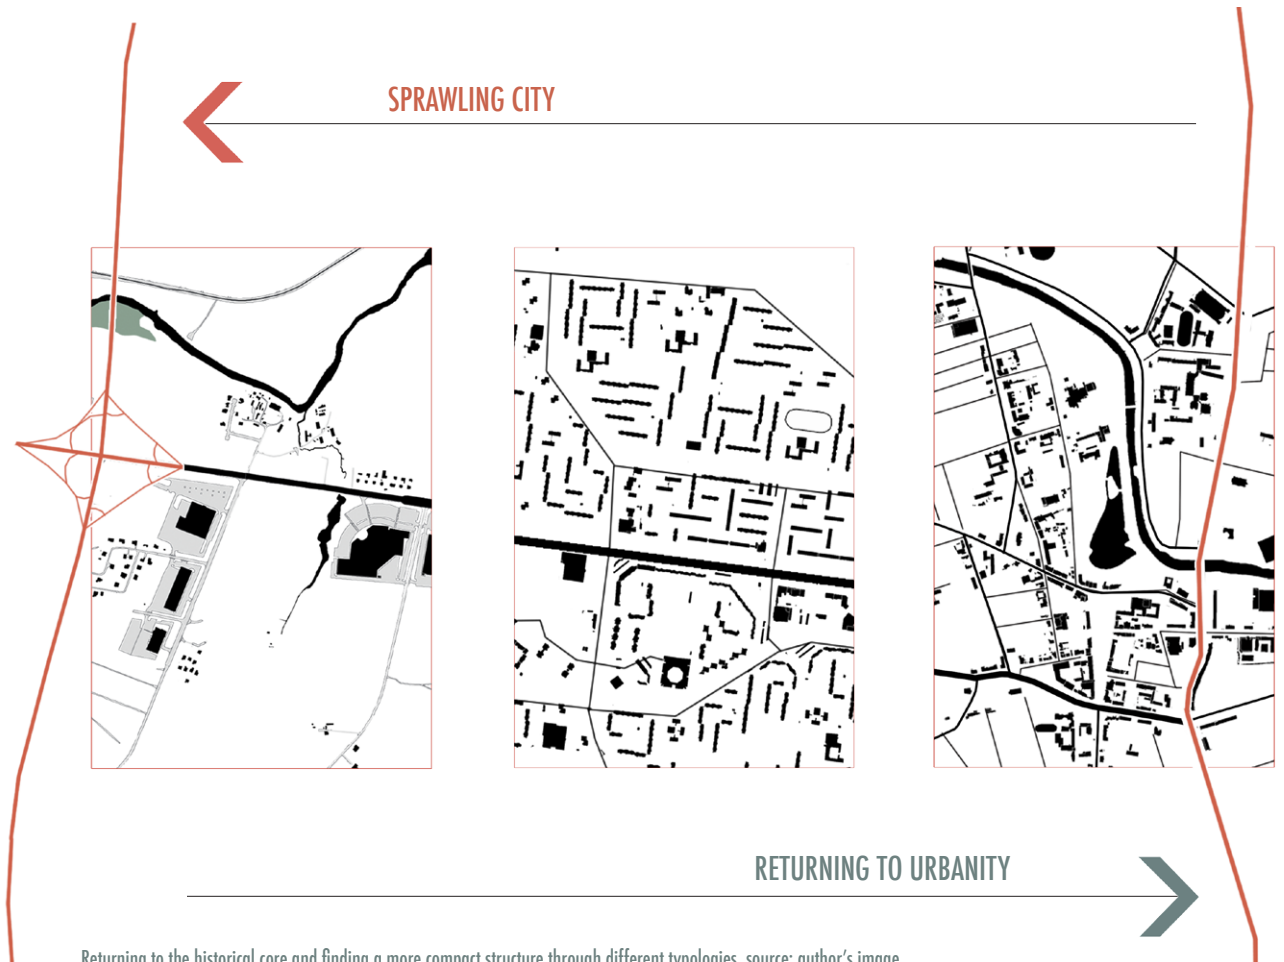 SPRAWLING CITY
RETURNING TO URBANITY
Returning to the historical core and finding a more compact structure through different typologies, source: author's image